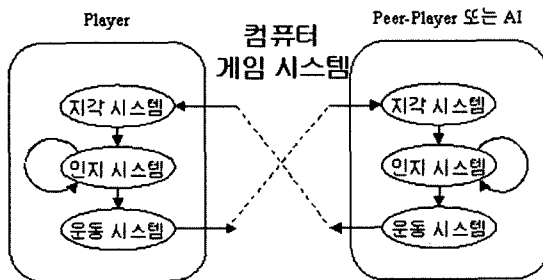 Player
컴퓨터
게임 시스템
Peer-Player 또는 AI
지각 시스템
인지 시스템
운동 시스템
지각 시스템
인지 시스템
운동 시스템